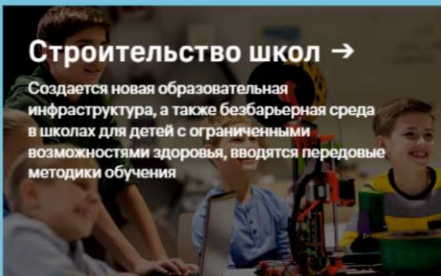 Строительство школ →
Создается новая образовательная
инфраструктура, а также безбарьерная среда
в школах для детей с ограниченными
возможностями здоровья, вводятся передовые
методики обучения